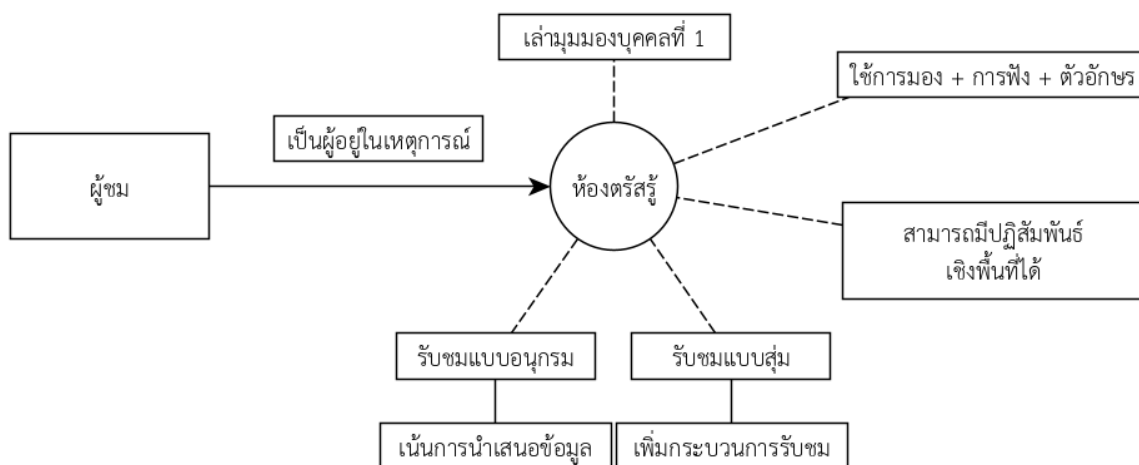 เล่ามุมมองบุคคลที่ 1
ใช้การมอง + การฟัง + ตัวอักษร
เป็นผู้อยู่ในเหตุการณ์
ผู้ชม
ห้องตรัสรู้
สามารถมีปฏิสัมพันธ์
เชิงพื้นที่ได้
รับชมแบบอนุกรม
รับชมแบบสุ่ม
เน้นการนำเสนอข้อมูล
เพิ่มกระบวนการรับชม